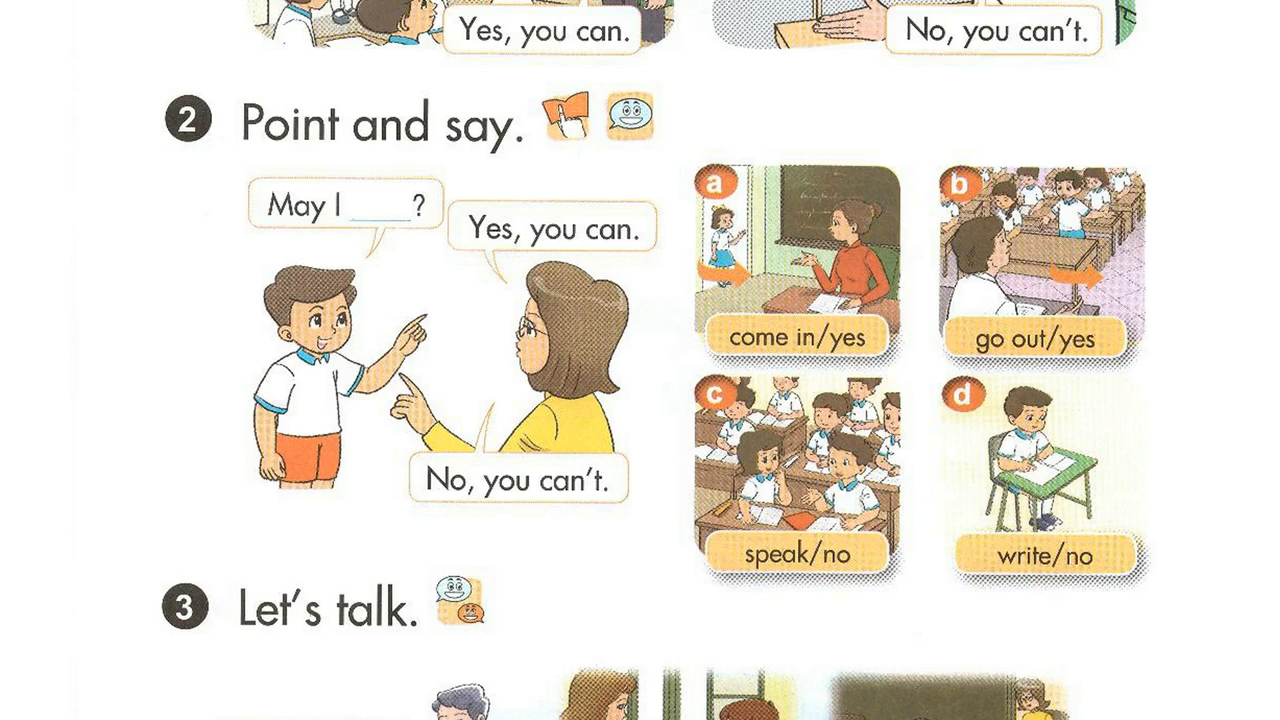 Yes, you can.
No, you can't.
2 Point and say.
May I ____ ?
Yes, you can.
No, you can't.
a
come in/yes
b
go out/yes
c
speak/no
d
write/no
3 Let's talk.